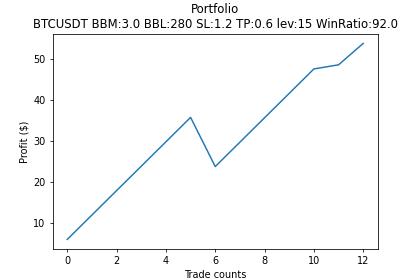 Portfolio
BTCUSDT BBM:3.0 BBL:280 SL:1.2 TP:0.6 lev:15 WinRatio:92.0
50
40
30
20
10
Profit ($)
0 2 4 6 8 10 12
Trade counts